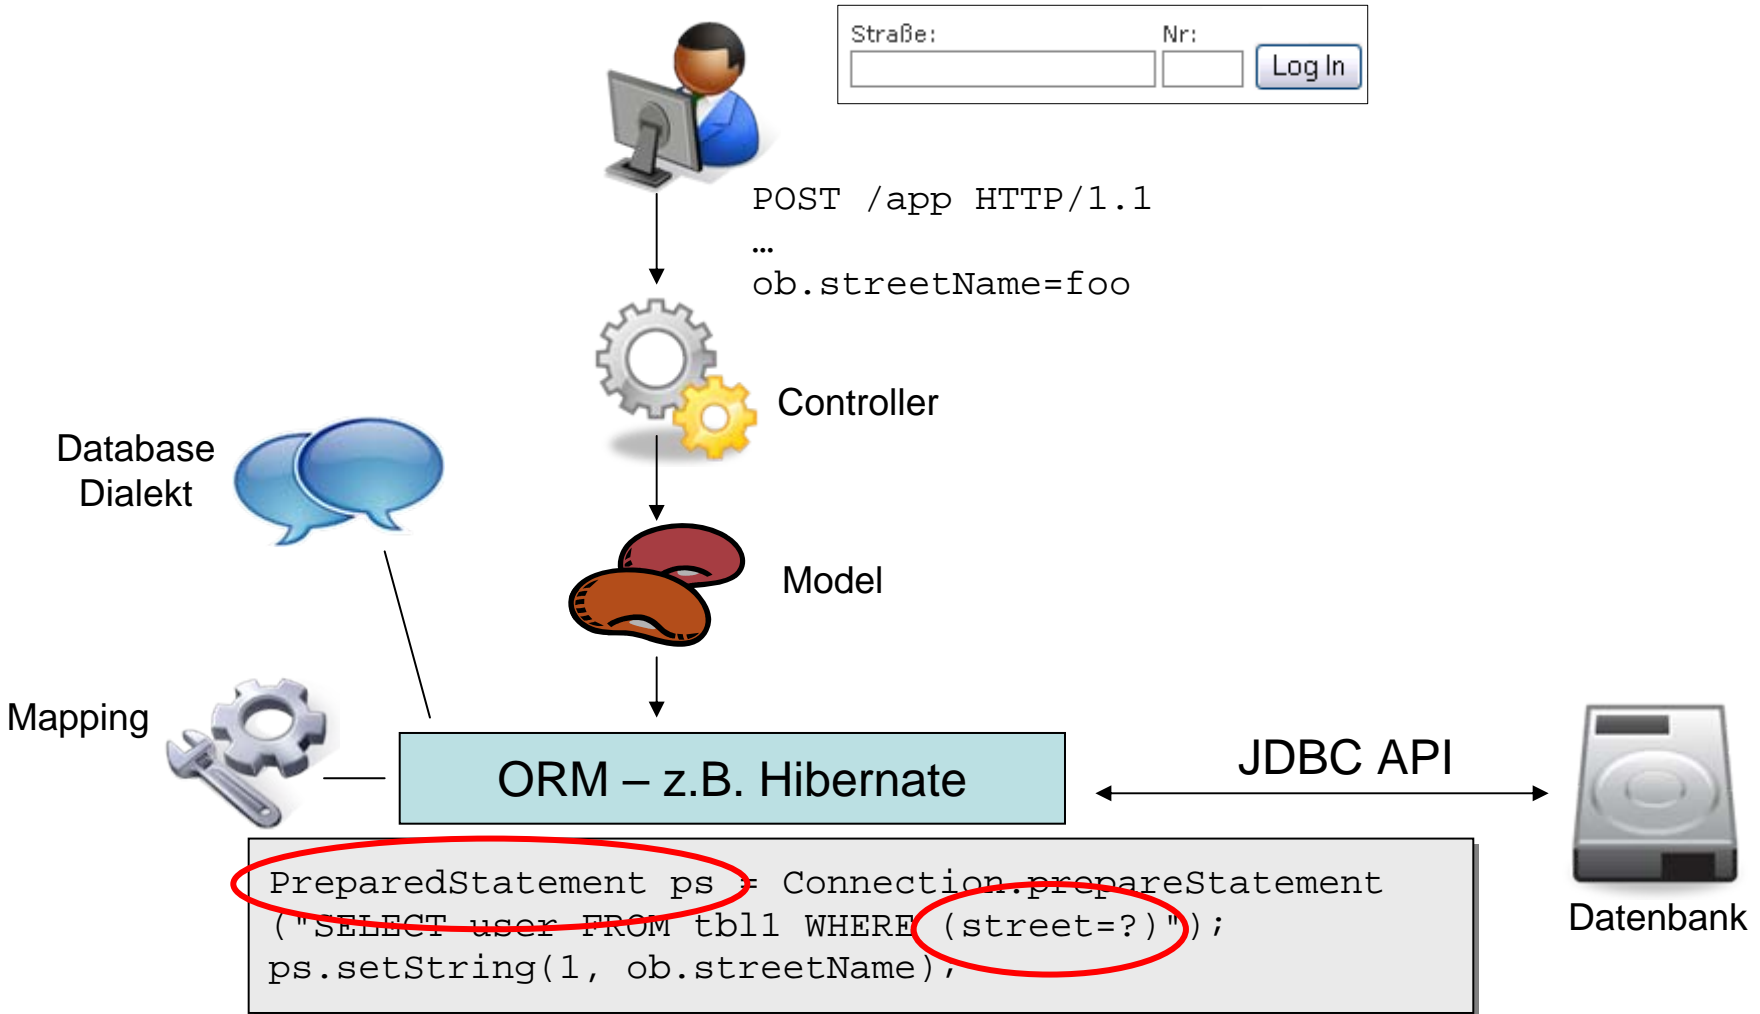 Straße: Nr:
Log In
POST /app HTTP/1.1
…
ob.streetName=foo
Controller
Database
Dialekt
Model
Mapping
ORM – z.B. Hibernate
JDBC API
PreparedStatement ps = Connection.prepareStatement
("SELECT user FROM tbl1 WHERE (street=?)");
ps.setString(1, ob.streetName);
Datenbank